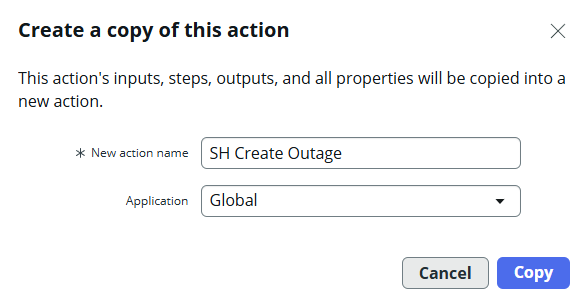 Create a copy of this action
This action's inputs, steps, outputs, and all properties will be copied into a
new action.
* New action name
SH Create Outage
Application
Global
Cancel
Copy